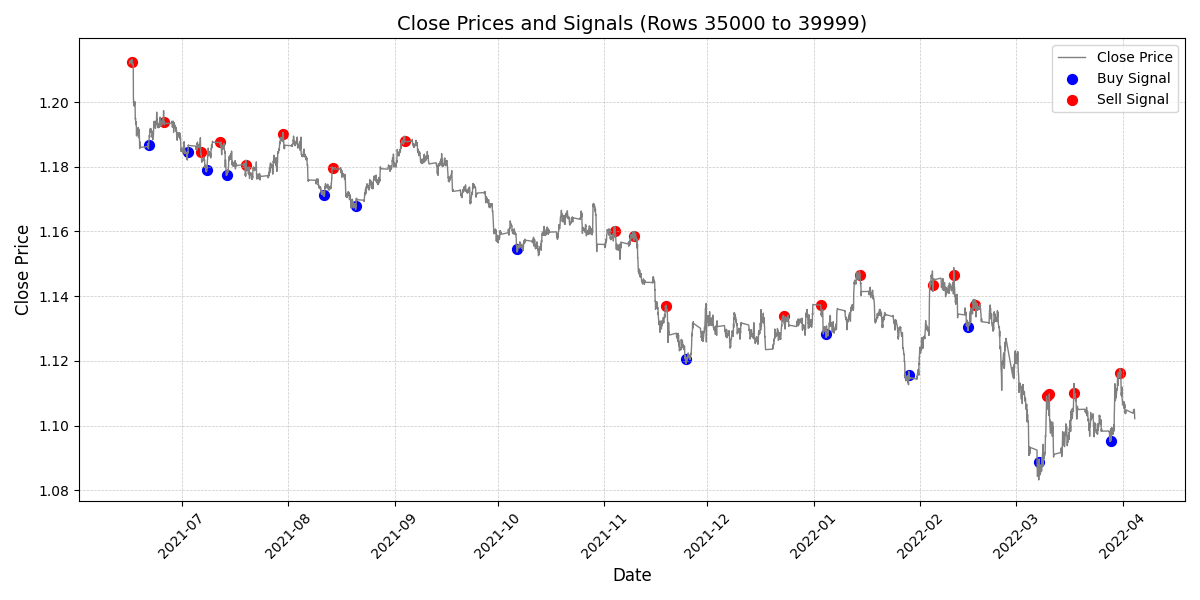 Close Prices and Signals (Rows 35000 to 39999)
Close Price
Buy Signal
Sell Signal
Close Price
1.20
1.18
1.16
1.14
1.12
1.10
1.08
2021-07
2021-08
2021-09
2021-10
2021-11
2021-12
2022-01
2022-02
2022-03
2022-04
Date